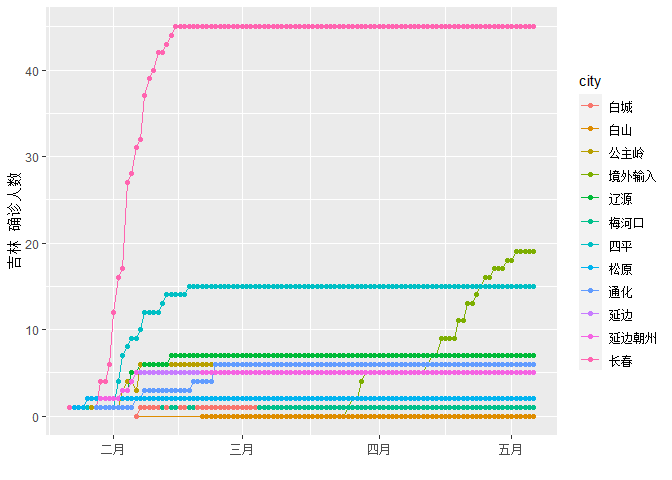 吉林 确诊人数
40
30
20
10
0
二月
三月
四月
五月
city
白城
白山
公主岭
境外输入
辽源
梅河口
四平
松原
通化
延边
延边朝州
长春